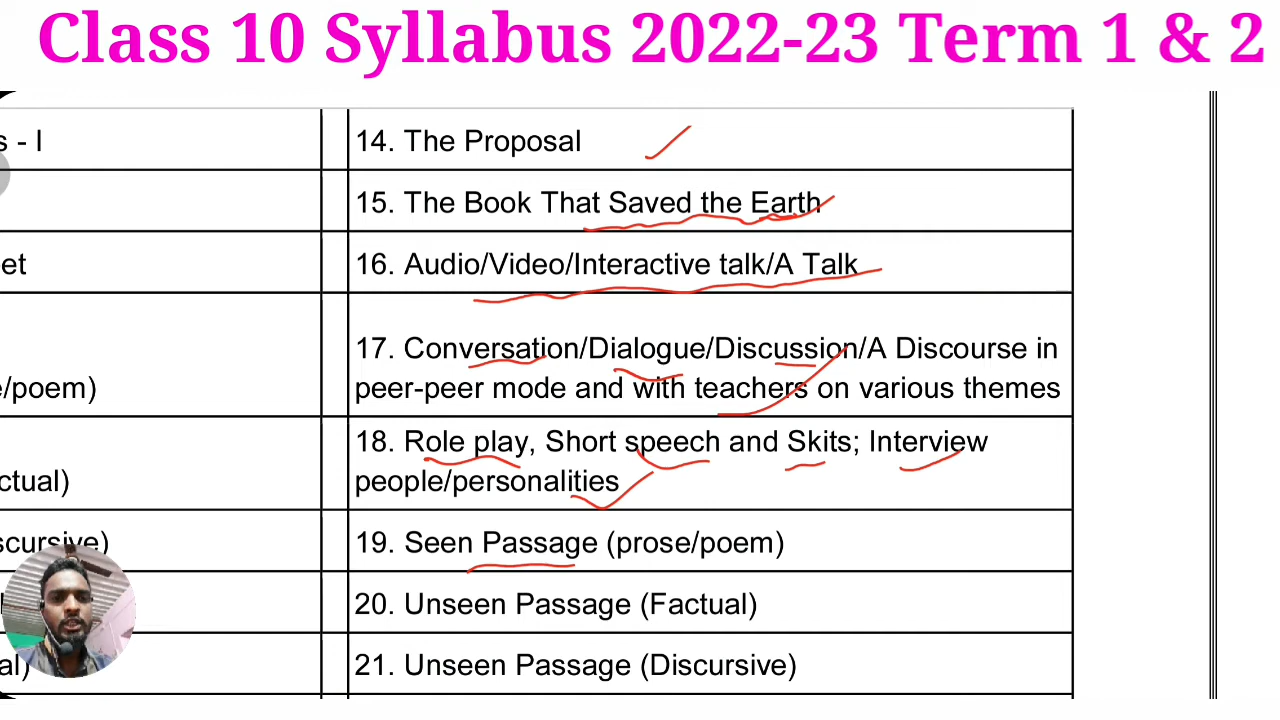 Class 10 Syllabus 2022-23 Term 1 & 2
s - I
14. The Proposal
15. The Book That Saved the Earth
et
16. Audio/Video/Interactive talk/A Talk
17. Conversation/Dialogue/Discussion/A Discourse in
e/poem)
peer-peer mode and with teachers on various themes
18. Role play, Short speech and Skits; Interview
ctual)
people/personalities
scursive)
19. Seen Passage (prose/poem)
20. Unseen Passage (Factual)
al)
21. Unseen Passage (Discursive)